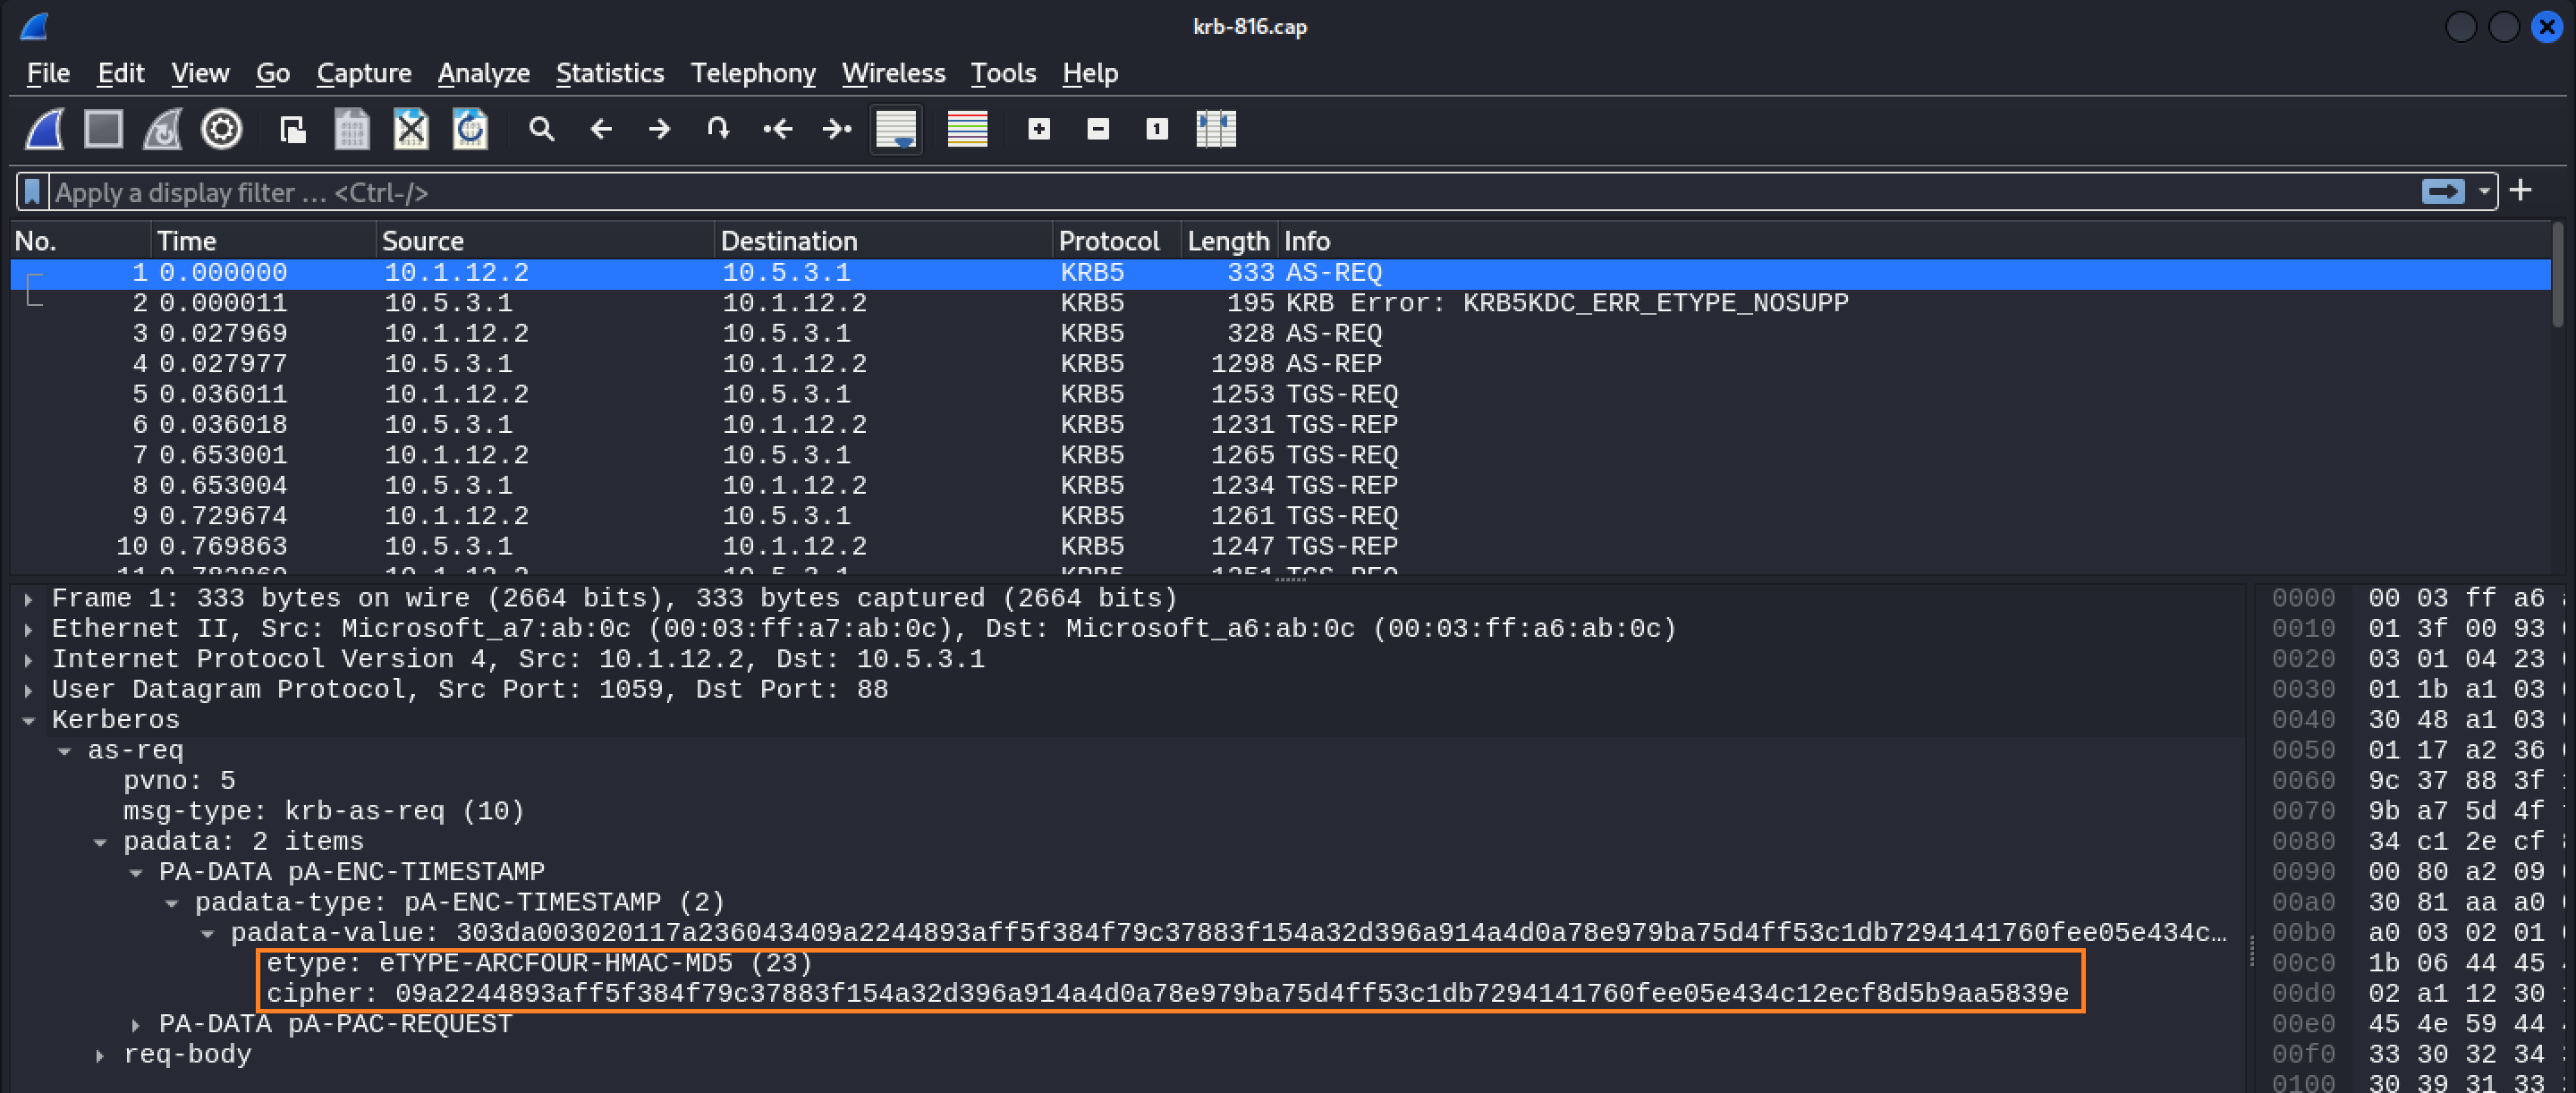 krb-816.cap
File Edit View Go Capture Analyze Statistics Telephony Wireless Tools Help
Apply a display filter … <Ctrl-/>
No. Time Source Destination Protocol Length Info
1 0.000000 10.1.12.2 10.5.3.1 KRB5 333 AS-REQ
2 0.000011 10.5.3.1 10.1.12.2 KRB5 195 KRB Error: KRB5KDC_ERR_ETYPE_NOSUPP
3 0.027969 10.1.12.2 10.5.3.1 KRB5 328 AS-REQ
4 0.027977 10.5.3.1 10.1.12.2 KRB5 1298 AS-REP
5 0.036011 10.1.12.2 10.5.3.1 KRB5 1253 TGS-REQ
6 0.036018 10.5.3.1 10.1.12.2 KRB5 1231 TGS-REP
7 0.653001 10.1.12.2 10.5.3.1 KRB5 1265 TGS-REQ
8 0.653004 10.5.3.1 10.1.12.2 KRB5 1234 TGS-REP
9 0.729674 10.1.12.2 10.5.3.1 KRB5 1261 TGS-REQ
10 0.769863 10.5.3.1 10.1.12.2 KRB5 1247 TGS-REP
Frame 1: 333 bytes on wire (2664 bits), 333 bytes captured (2664 bits)
Ethernet II, Src: Microsoft_a7:ab:0c (00:03:ff:a7:ab:0c), Dst: Microsoft_a6:ab:0c (00:03:ff:a6:ab:0c)
Internet Protocol Version 4, Src: 10.1.12.2, Dst: 10.5.3.1
User Datagram Protocol, Src Port: 1059, Dst Port: 88
Kerberos
as-req
pvno: 5
msg-type: krb-as-req (10)
padata: 2 items
PA-DATA pA-ENC-TIMESTAMP
padata-type: pA-ENC-TIMESTAMP (2)
padata-value: 303da003020117a236043409a2244893aff5f384f79c37883f154a32d396a914a4d0a78e979ba75d4ff53c1db7294141760fee05e434c…
etype: eTYPE-ARCFOUR-HMAC-MD5 (23)
cipher: 09a2244893aff5f384f79c37883f154a32d396a914a4d0a78e979ba75d4ff53c1db7294141760fee05e434c12ecf8d5b9aa5839e
PA-DATA pA-PAC-REQUEST
req-body
0000 00 03 ff a6
0010 01 3f 00 93
0020 03 01 04 23
0030 01 1b a1 03
0040 30 48 a1 03
0050 01 17 a2 36
0060 9c 37 88 3f
0070 9b a7 5d 4f
0080 34 c1 2e cf
0090 00 80 a2 09
00a0 30 81 aa a0
00b0 a0 03 02 01
00c0 1b 06 44 45
00d0 02 a1 12 30
00e0 45 4e 59 44
00f0 33 30 32 34
0100 30 39 31 33